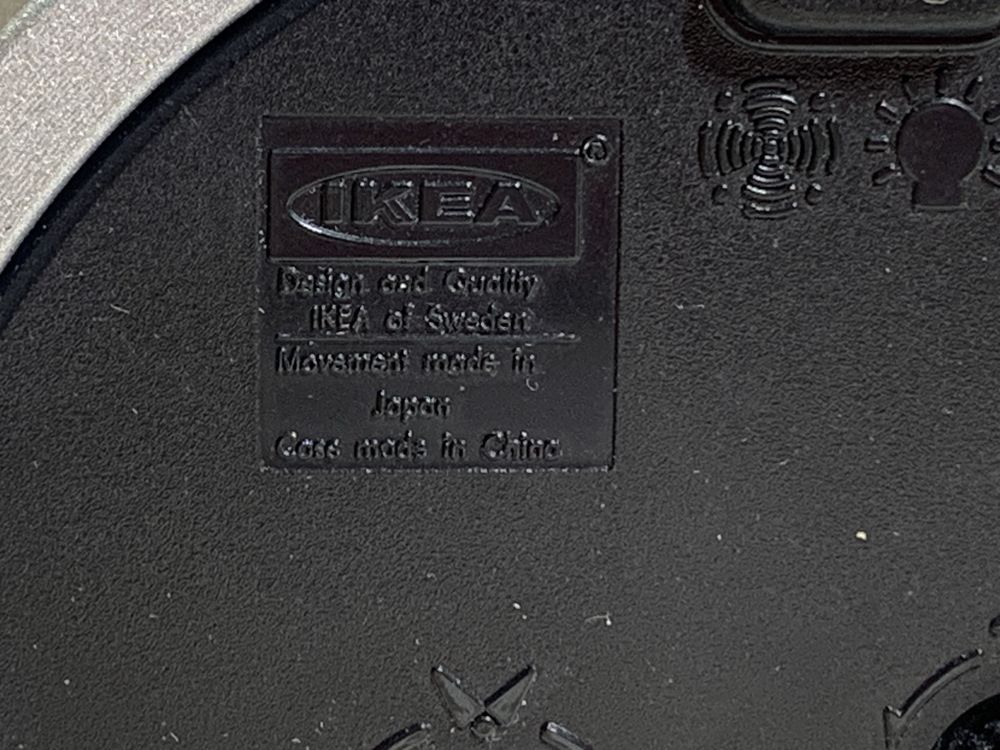 ©
IKEA
Design and Quality
IKEA of Sweden
Movement made in
Japan
Case made in China